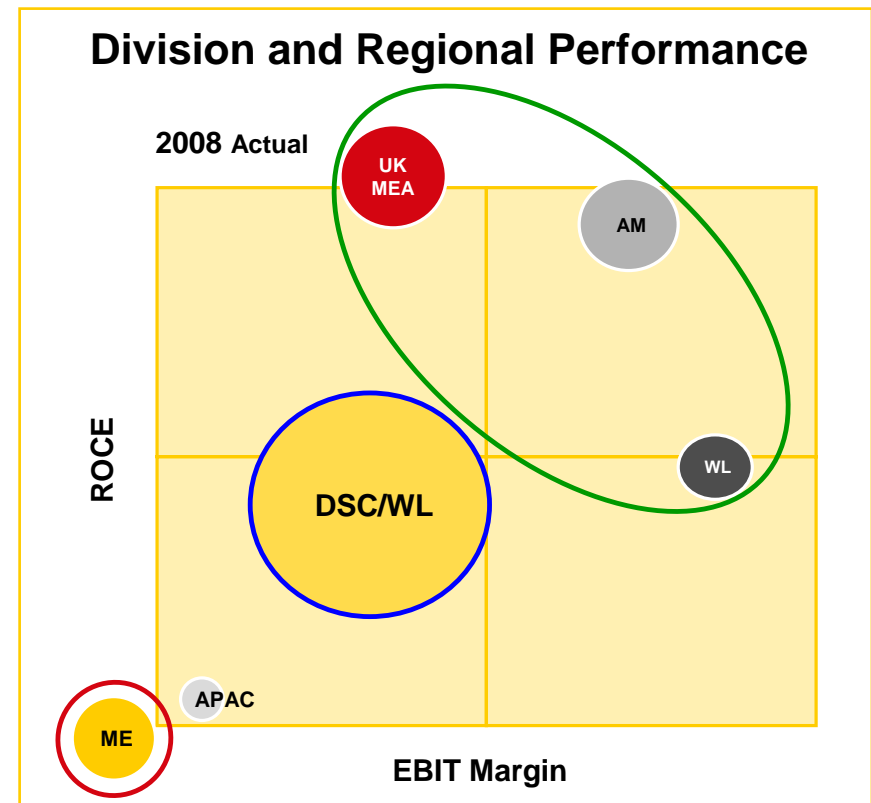 Division and Regional Performance
2008 Actual
UK
MEA
AM
ROCE
WL
DSC/WL
APAC
ME
EBIT Margin